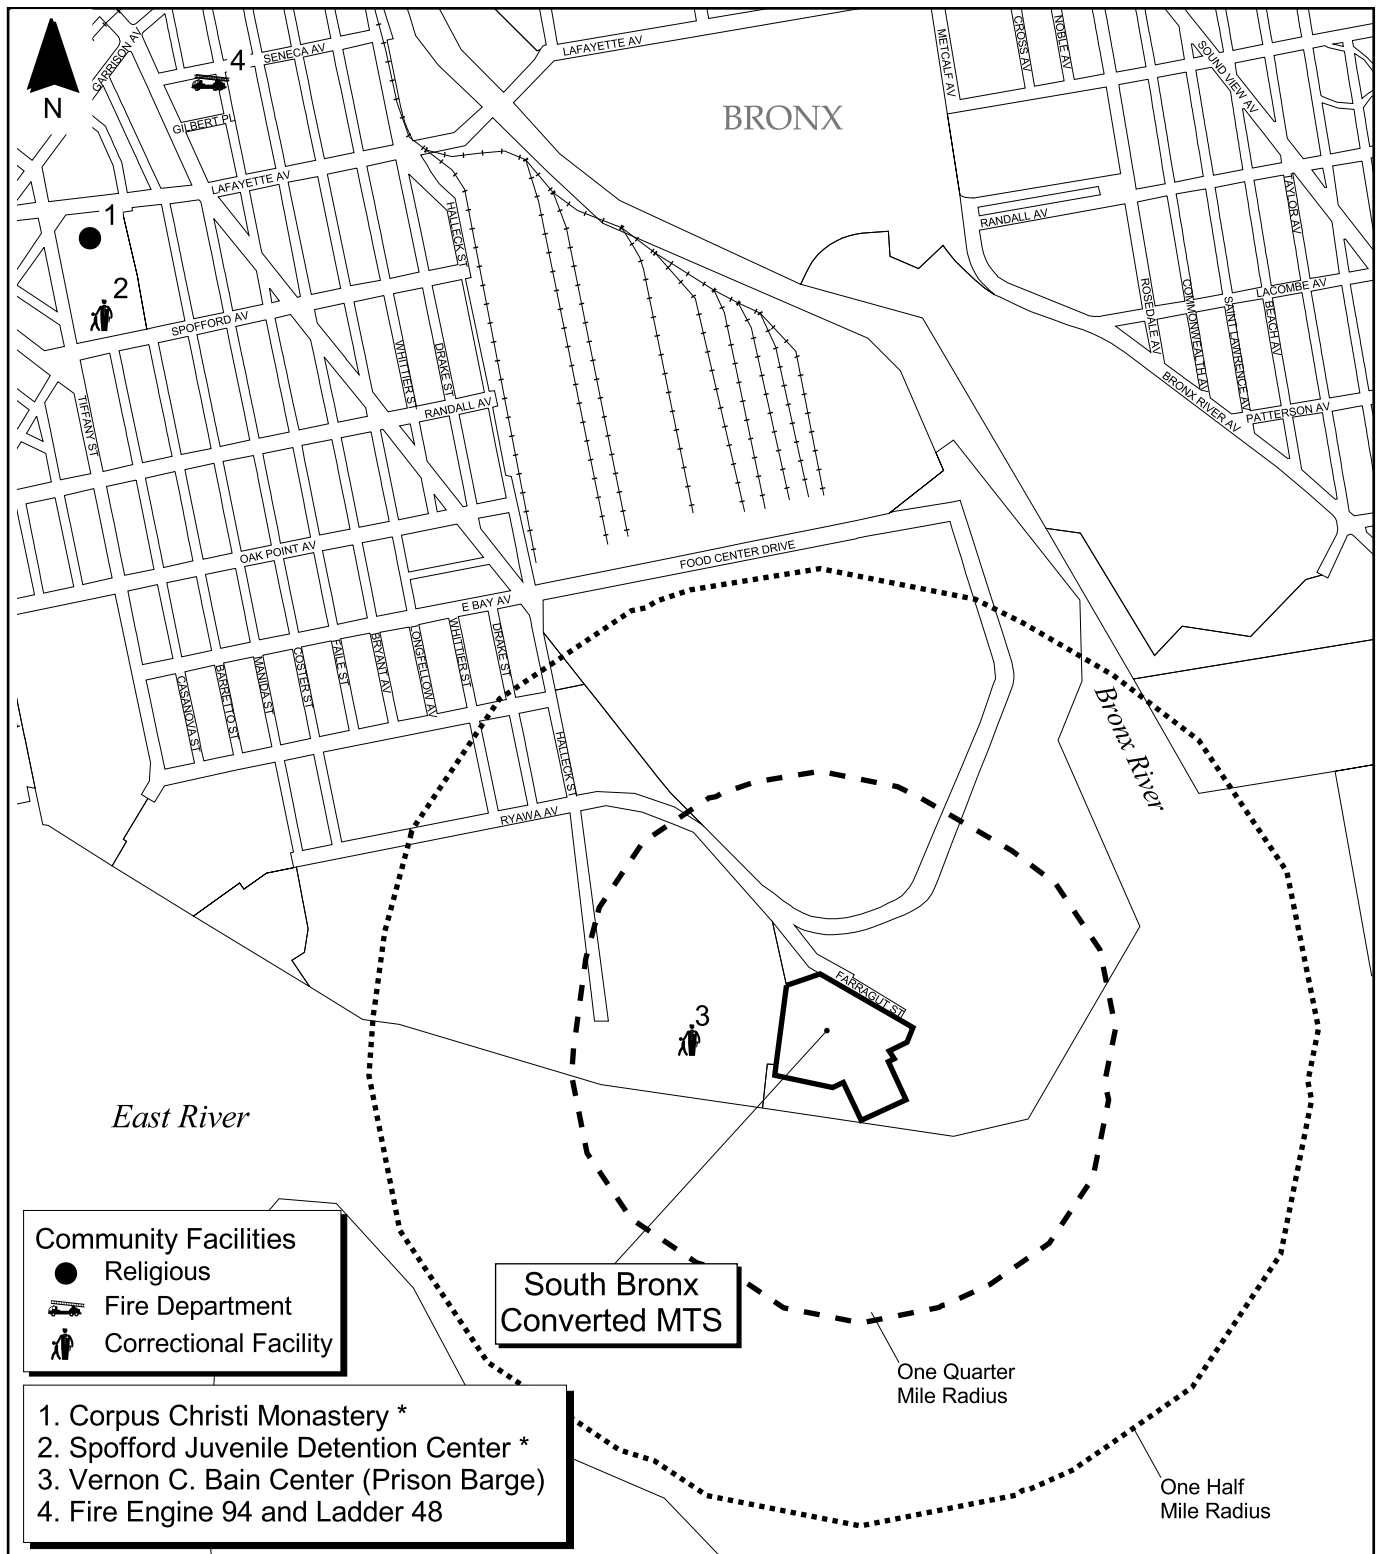 GARRISON AV
SENECA AV
4
N
GILBERT PL
LAFAYETTE AV
BRONX
METCALF AV
CROSS AV
NOBLE AV
SOUND VIEW AV
LAFAYETTE AV
1
HALLECK ST
RANDALL AV
TAYLOR AV
2
SPOFFORD AV
ROSEDALE AV
COMMONWEALTH AV
SAINT LAWRENCE AV
BEACH AV
LACOMBE AV
WHITTIER S
DRAKE ST
RANDALL AV
TIFFANY ST
BRONX RIVER AV
PATTERSON AV
OAK POINT AV
FOOD CENTER DRIVE
E BAY AV
CASANOVA ST
BARRETTO ST
MANIDA ST
COSTER ST
FAILE ST
BRYANT AV
LONGFELLOW AV
WHITTIER ST
DRAKE ST
Bronx River
HALLECK ST
RYAWA AV
FARRAGUT ST
3
East River
Community Facilities
Religious
Fire Department
Correctional Facility
South Bronx
Converted MTS
One Quarter
Mile Radius
1. Corpus Christi Monastery *
2. Spofford Juvenile Detention Center *
3. Vernon C. Bain Center (Prison Barge)
4. Fire Engine 94 and Ladder 48
One Half
Mile Radius